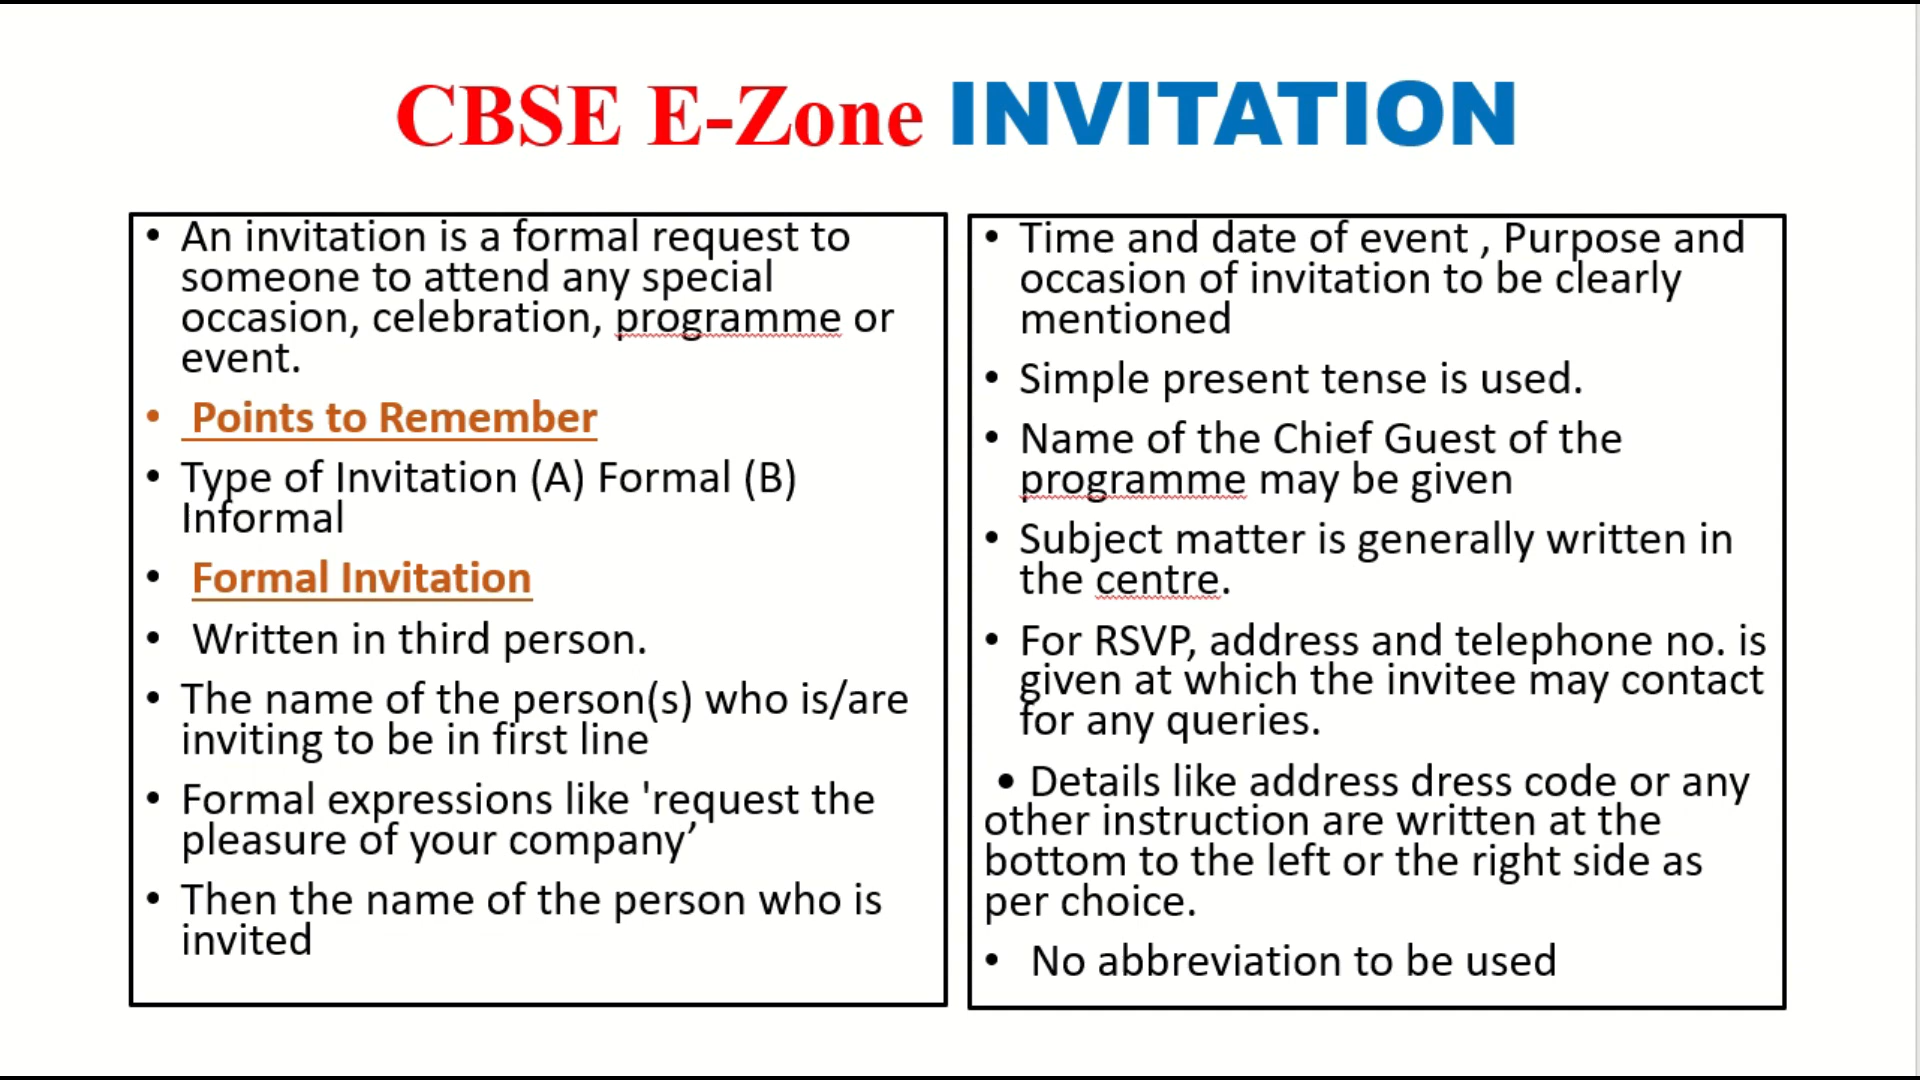 CBSE E-Zone INVITATION
• An invitation is a formal request to
someone to attend any special
occasion, celebration, programme or
event.
• Points to Remember
• Type of Invitation (A) Formal (B)
Informal
• Formal Invitation
• Written in third person.
• The name of the person(s) who is/are
inviting to be in first line
• Formal expressions like 'request the
pleasure of your company’
• Then the name of the person who is
invited
• Time and date of event , Purpose and
occasion of invitation to be clearly
mentioned
• Simple present tense is used.
• Name of the Chief Guest of the
programme may be given
• Subject matter is generally written in
the centre.
• For RSVP, address and telephone no. is
given at which the invitee may contact
for any queries.
• Details like address dress code or any
other instruction are written at the
bottom to the left or the right side as
per choice.
• No abbreviation to be used